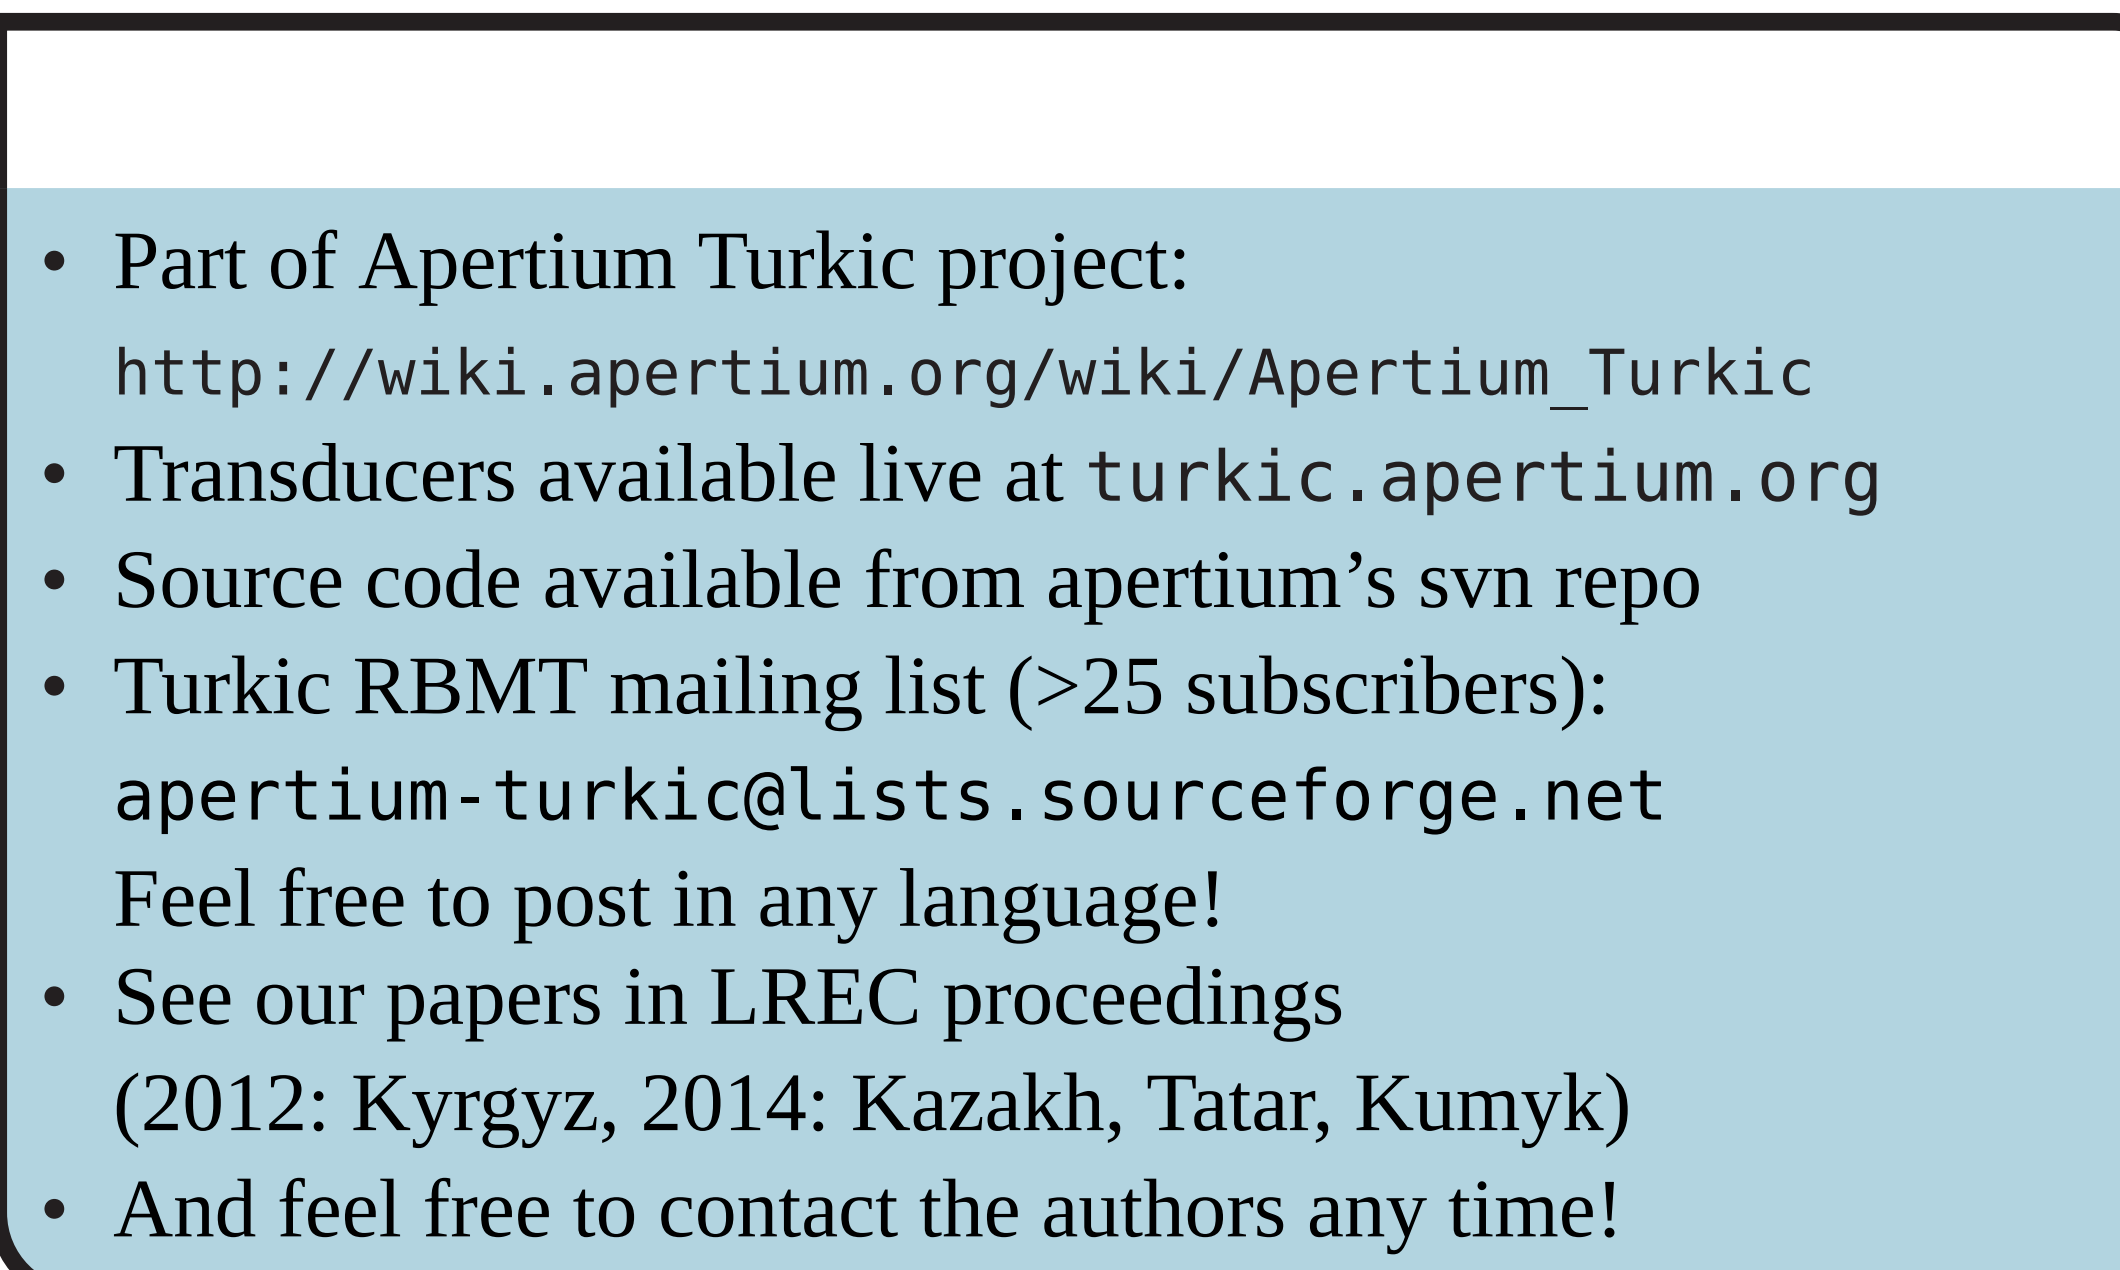 • Part of Apertium Turkic project:
http://wiki.apertium.org/wiki/Apertium_Turkic
• Transducers available live at turkic.apertium.org
• Source code available from apertium’s svn repo
• Turkic RBMT mailing list (>25 subscribers):
apertium-turkic@lists.sourceforge.net
Feel free to post in any language!
• See our papers in LREC proceedings
(2012: Kyrgyz, 2014: Kazakh, Tatar, Kumyk)
• And feel free to contact the authors any time!